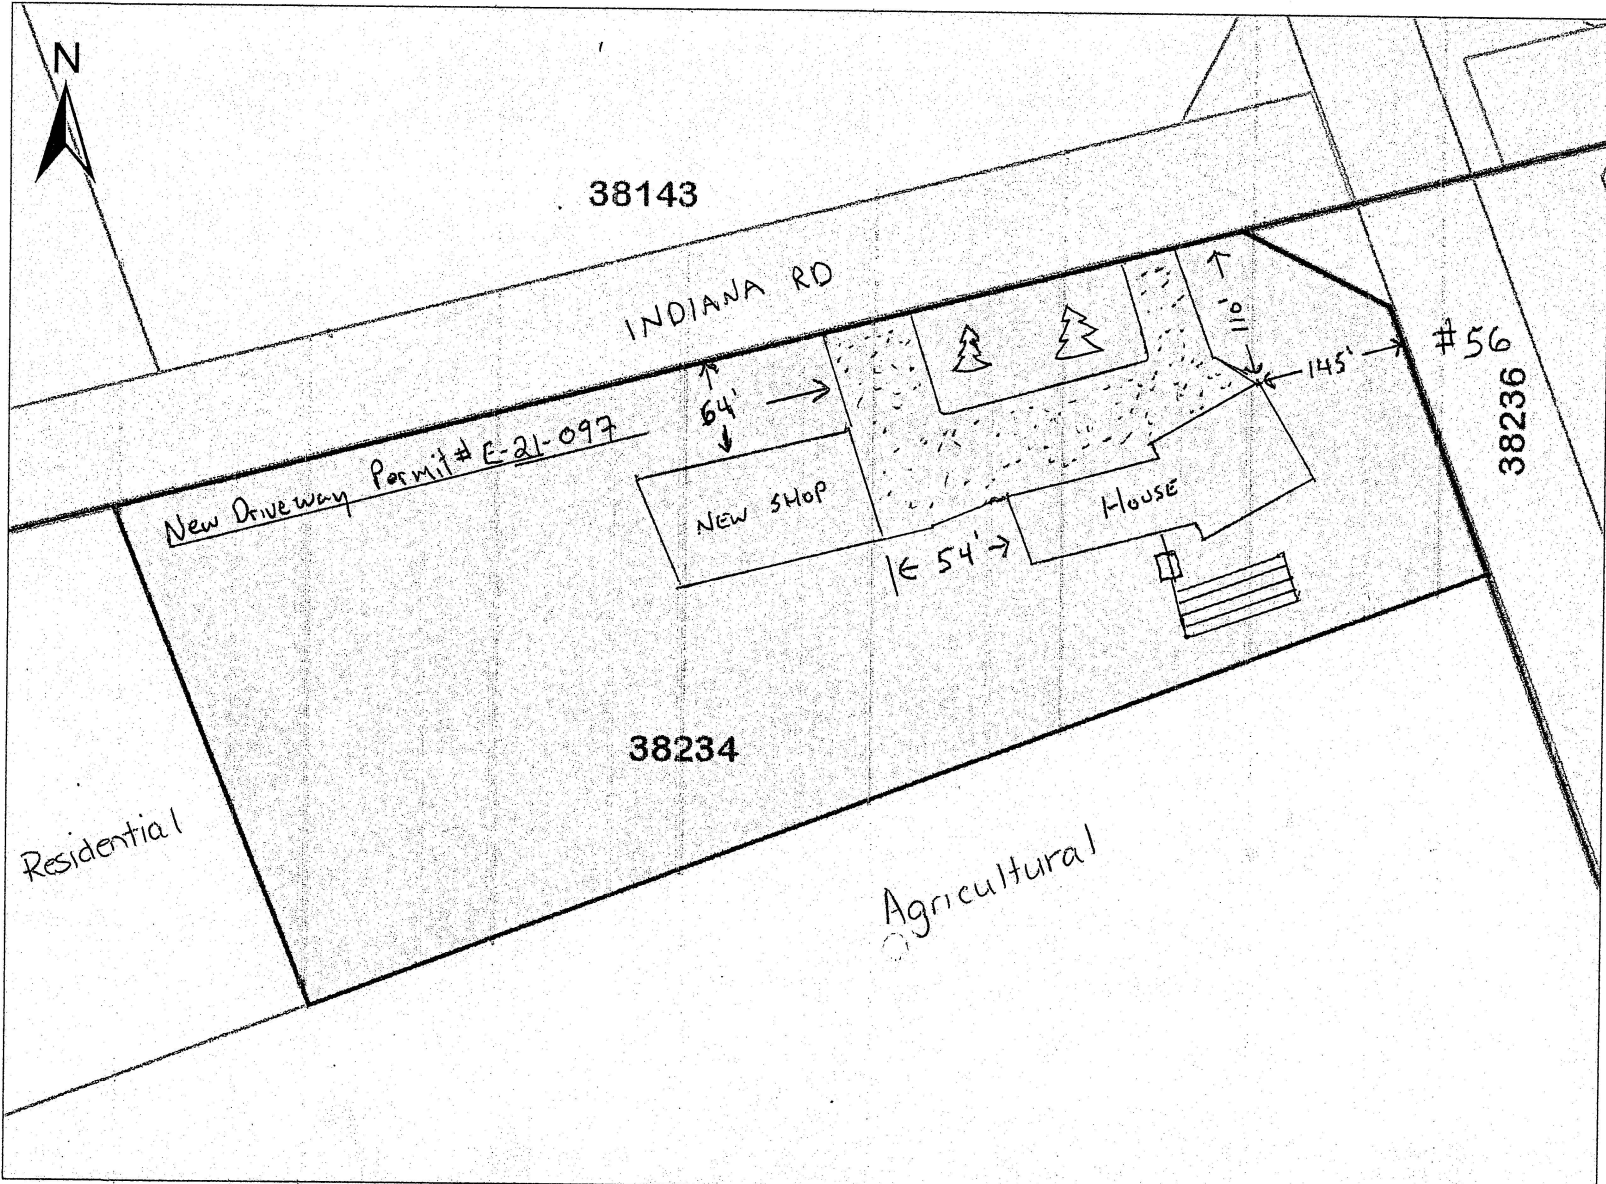 N
38143
INDIANA RD
110'
#56
145'
38236
64'
New Driveway Permit # E-21-097
NEW SHOP
HOUSE
54'
38234
Residential
Agricultural